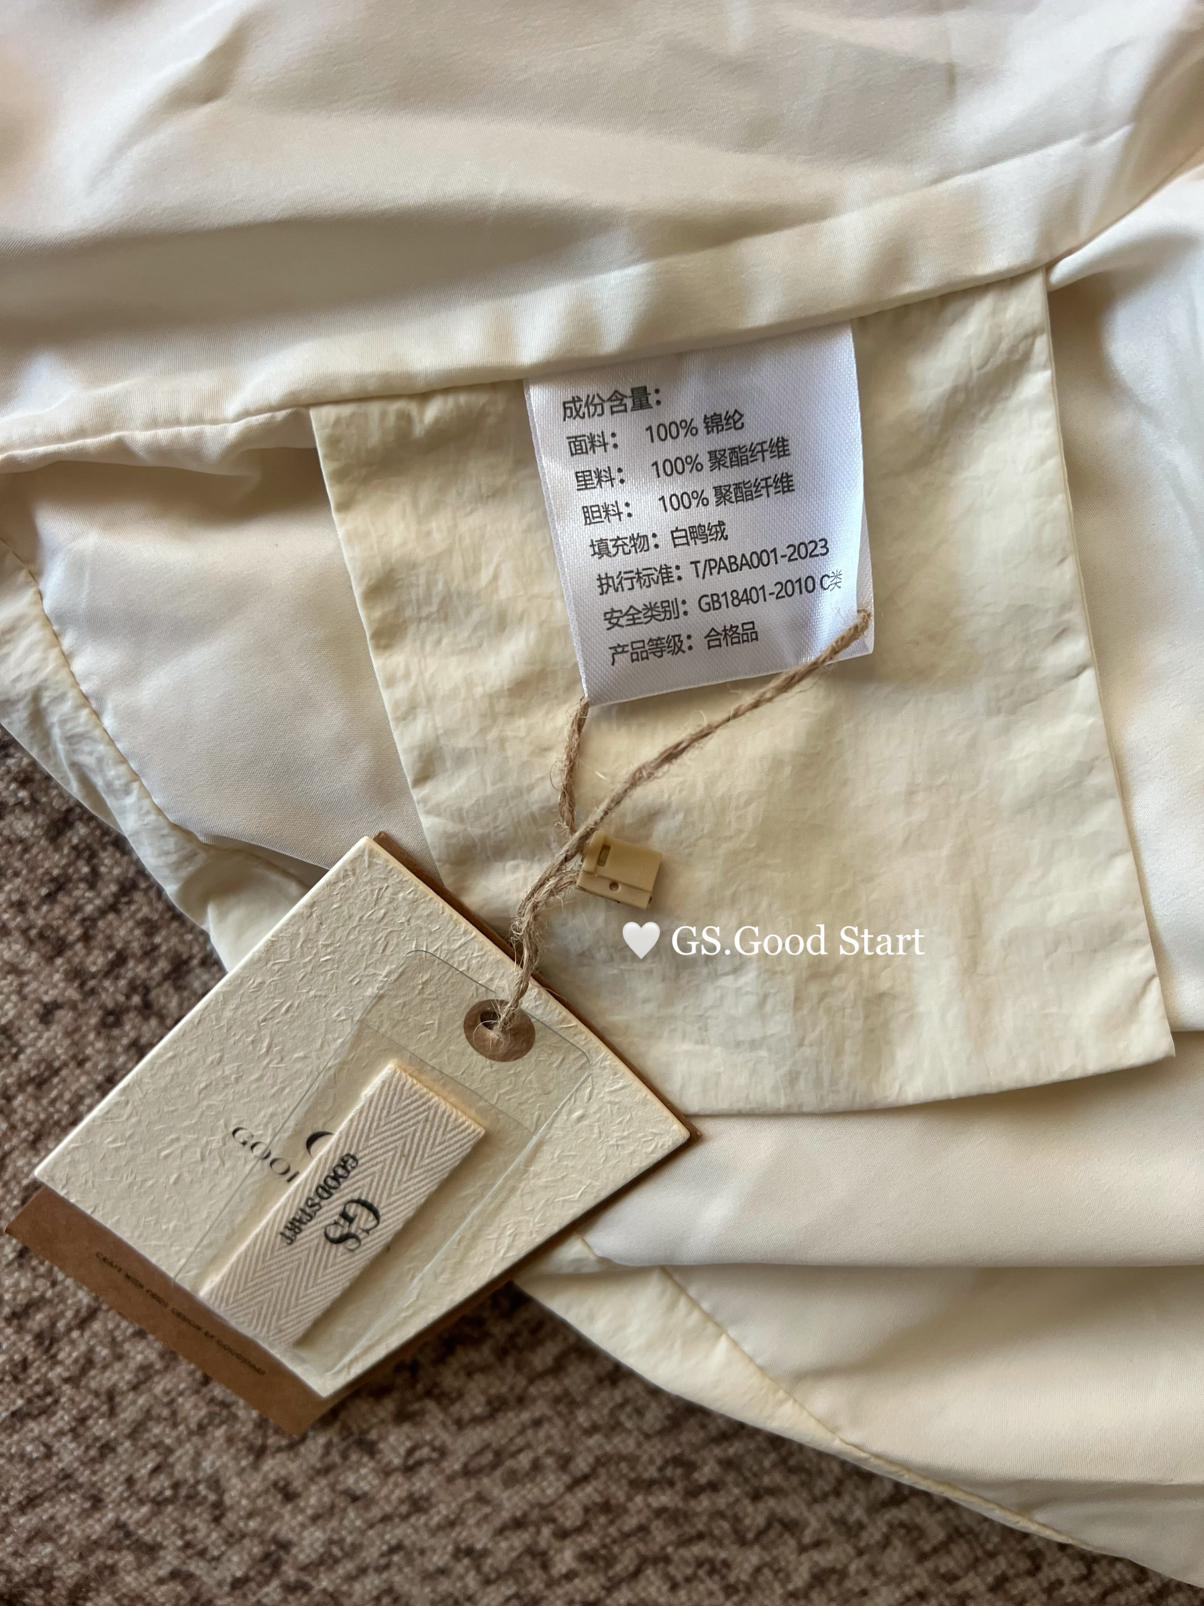 成份含量：
面料： 100% 锦纶
里料： 100% 聚酯纤维
胆料： 100% 聚酯纤维
填充物：白鸭绒
执行标准：T/PABA001-2023
安全类别：GB18401-2010 C类
产品等级：合格品
🤍 GS.Good Start
GOOD START
GS